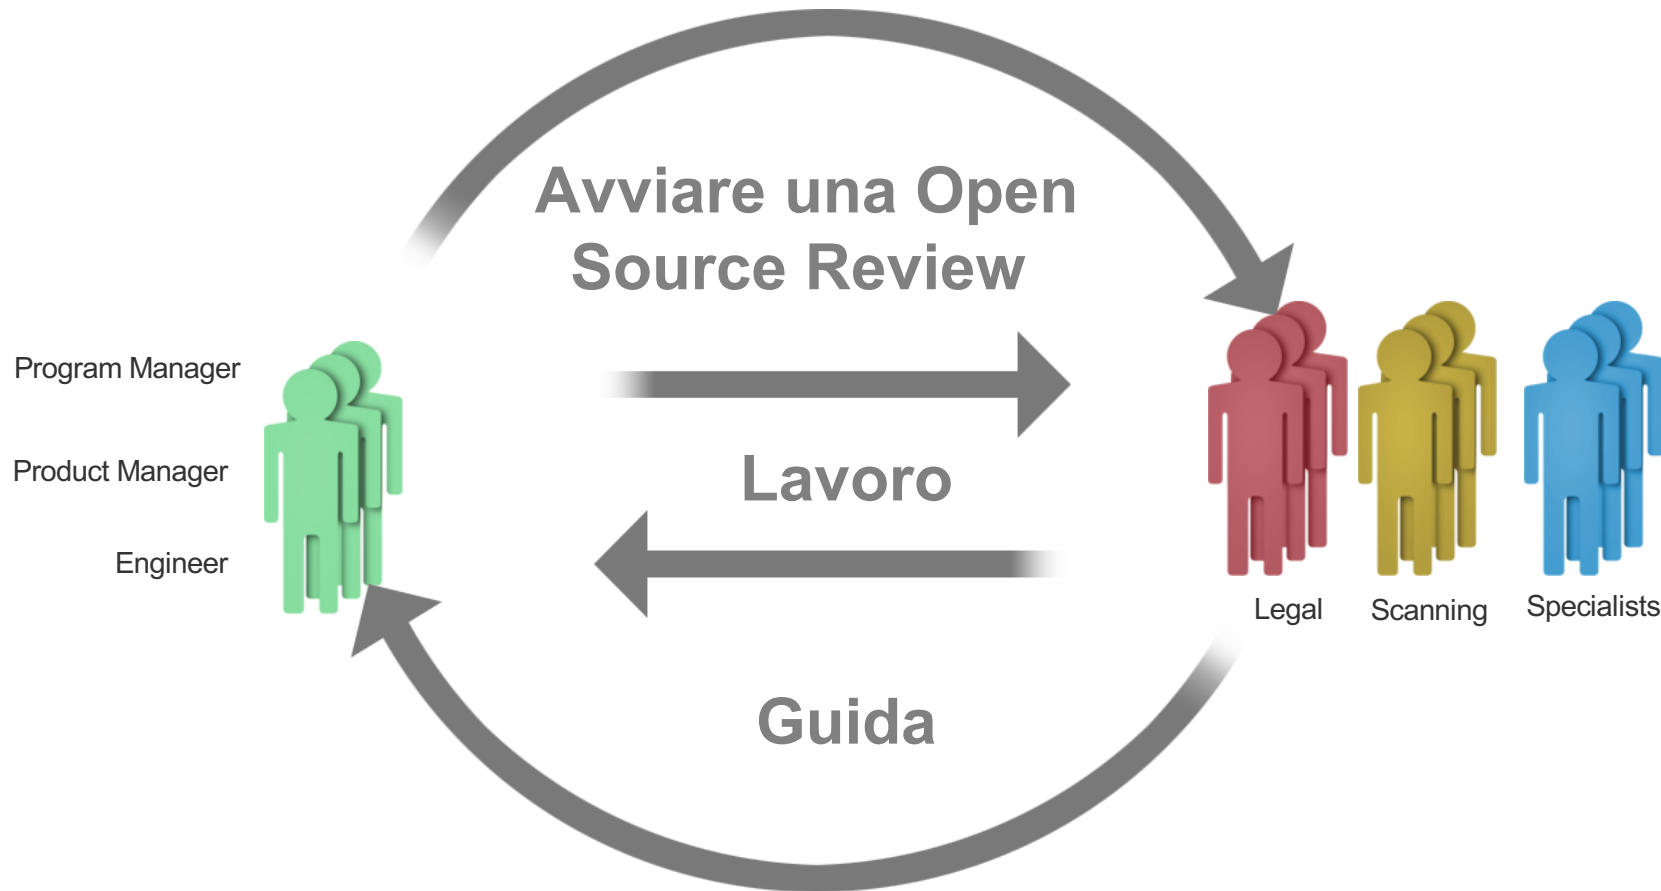 Avviare una Open
Source Review
Program Manager
Product Manager
Lavoro
Engineer
Legal
Scanning
Specialists
Guida